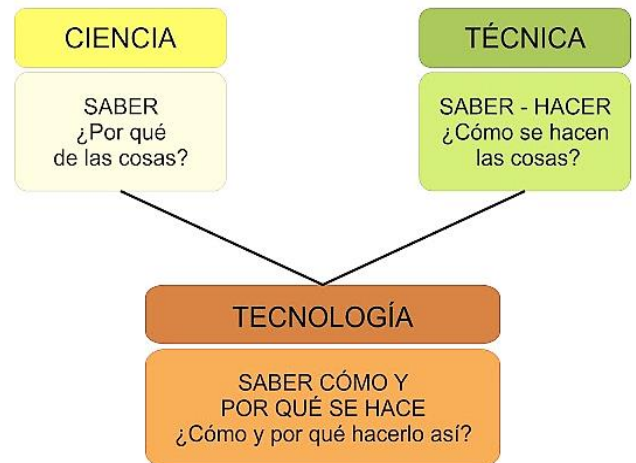 CIENCIA
SABER
¿Por qué
de las cosas?
TÉCNICA
SABER - HACER
¿Cómo se hacen
las cosas?
TECNOLOGÍA
SABER CÓMO Y
POR QUÉ SE HACE
¿Cómo y por qué hacerlo así?